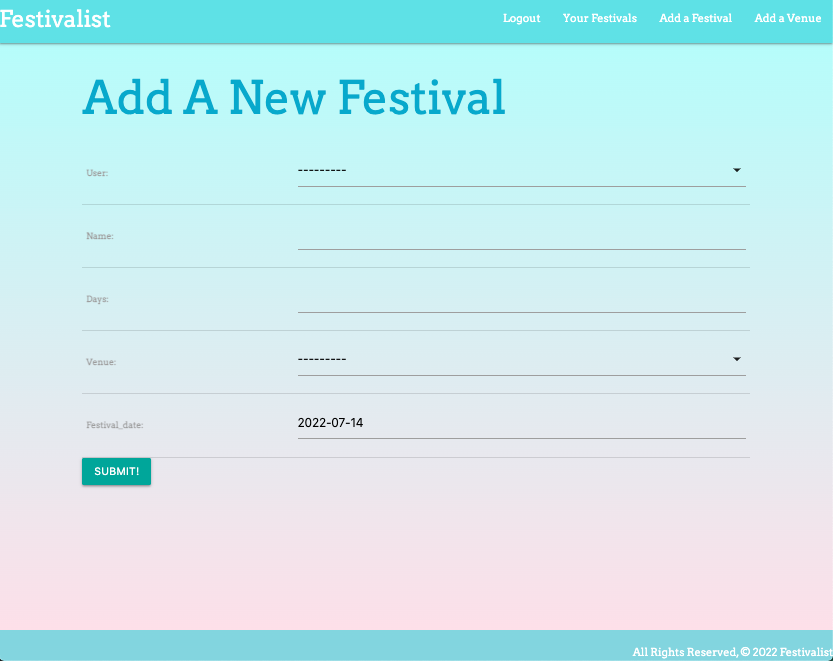 Festivalist
Logout Your Festivals Add a Festival Add a Venue
Add A New Festival
User: ---------
Name:
Days:
Venue: ---------
Festival_date: 2022-07-14
SUBMIT!
All Rights Reserved, © 2022 Festivalist